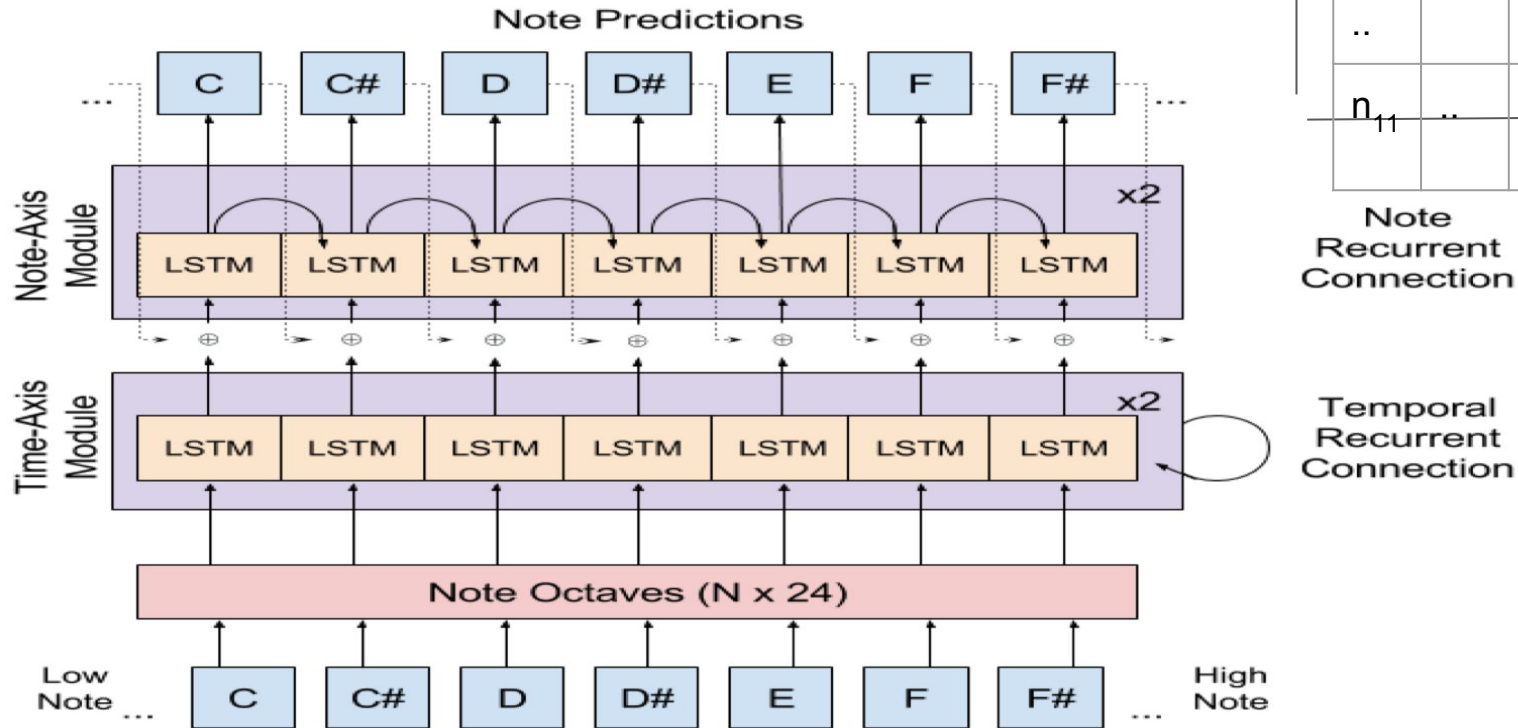 Note Predictions
..
C C# D D# E F F#
... ...
n11 ..
x2
Note-Axis
Module
LSTM LSTM LSTM LSTM LSTM LSTM LSTM
Note
Recurrent
Connection
⊕ ⊕ ⊕ ⊕ ⊕ ⊕ ⊕
x2
Time-Axis
Module
LSTM LSTM LSTM LSTM LSTM LSTM LSTM
Temporal
Recurrent
Connection
Note Octaves (N x 24)
Low
Note ...
C C# D D# E F F#
... High
Note